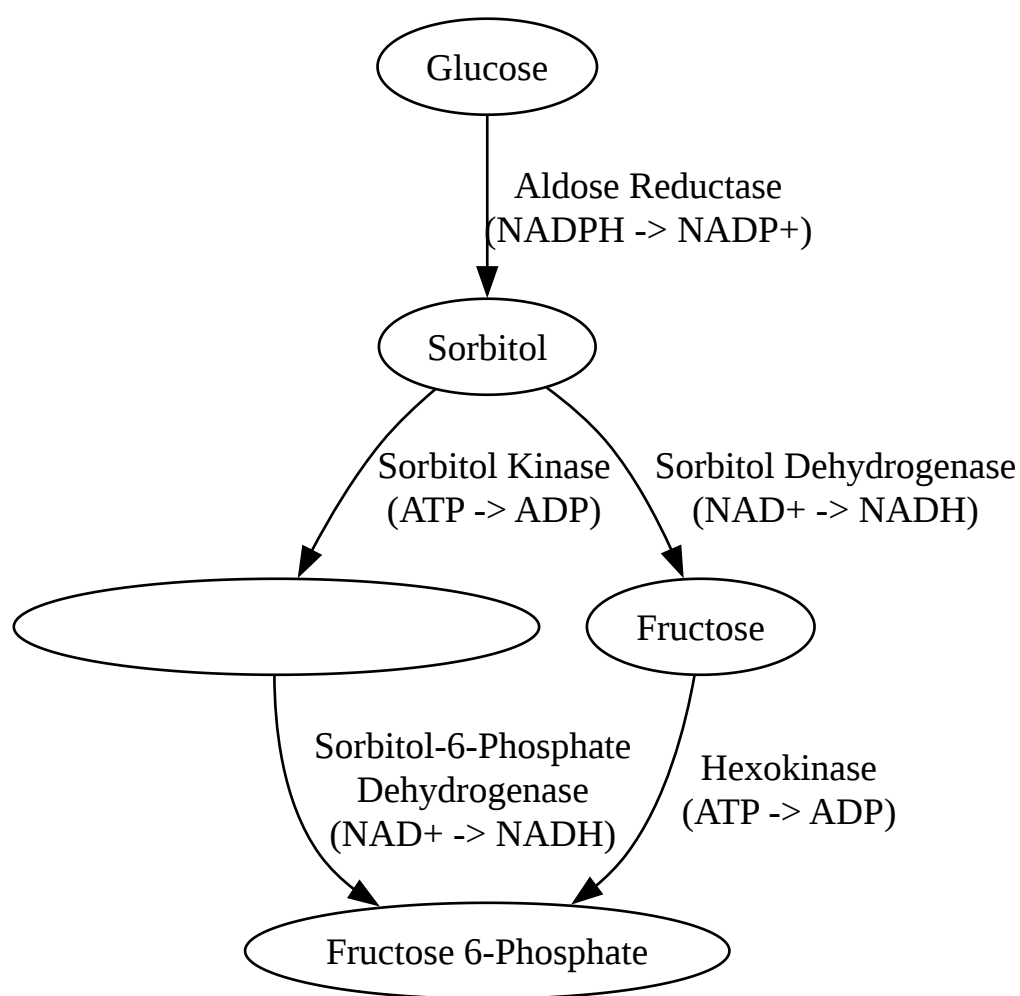 Glucose
Aldose Reductase
(NADPH -> NADP+)
Sorbitol
Sorbitol Kinase
(ATP -> ADP)
Sorbitol Dehydrogenase
(NAD+ -> NADH)
Fructose
Sorbitol-6-Phosphate
Dehydrogenase
(NAD+ -> NADH)
Hexokinase
(ATP -> ADP)
Fructose 6-Phosphate